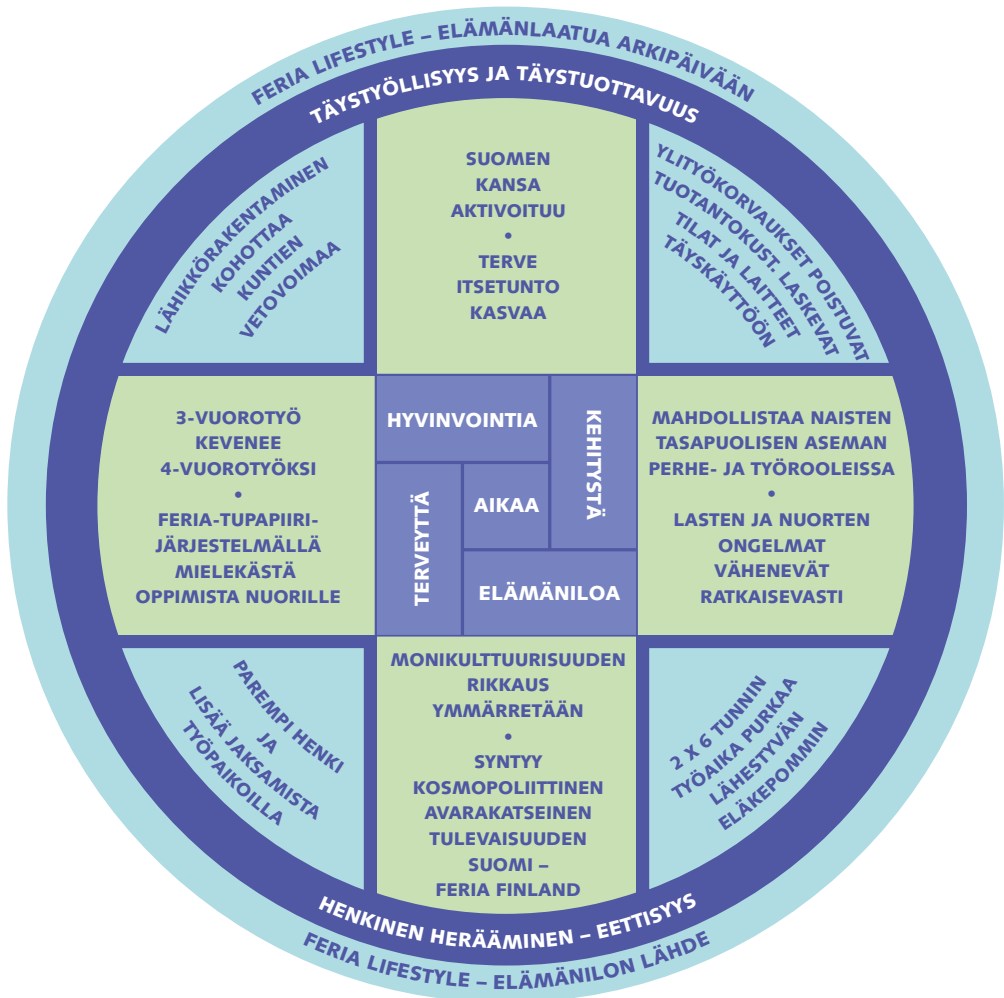 FERIA LIFESTYLE – ELÄMÄNLAATUA ARKIPÄIVÄÄN
TÄYSTYÖLLISYYS JA TÄYSTUOTTAVUUS
LÄHIKKÖRAKENTAMINEN
KOHOTTAA
KUNTIEN
VETOVOIMAA
SUOMEN
KANSA
AKTIVOITUU
•
TERVE
ITSETUNTO
KASVAA
YLITYÖKORVAUKSET POISTUVAT
TUOTANTOKUST. LASKEVAT
TILAT JA LAITTEET
TÄYSKÄYTTÖÖN
3-VUOROTYÖ
KEVENEE
4-VUOROTYÖKSI
•
FERIA-TUPAPIIRI-
JÄRJESTELMÄLLÄ
MIELEKÄSTÄ
OPPIMISTA NUORILLE
HYVINVOINTIA
KEHITYSTÄ
TERVEYTTÄ
AIKAA
ELÄMÄNILOA
MAHDOLLISTAA NAISTEN
TASAPUOLISEN ASEMAN
PERHE- JA TYÖROOLEISSA
•
LASTEN JA NUORTEN
ONGELMAT
VÄHENEVÄT
RATKAISEVASTI
PAREMPI HENKI
JA
LISÄÄ JAKSAMISTA
TYÖPAIKOILLA
MONIKULTTUURISUUDEN
RIKKAUS
YMMÄRRETÄÄN
•
SYNTYY
KOSMOPOLIITTINEN
AVARAKATSEINEN
TULEVAISUUDEN
SUOMI –
FERIA FINLAND
2 X 6 TUNNIN
TYÖAIKA PURKAA
LÄHESTYVÄN
ELÄKEPOMMIN
HENKINEN HERÄÄMINEN – EETTISYYS
FERIA LIFESTYLE – ELÄMÄNILON LÄHDE